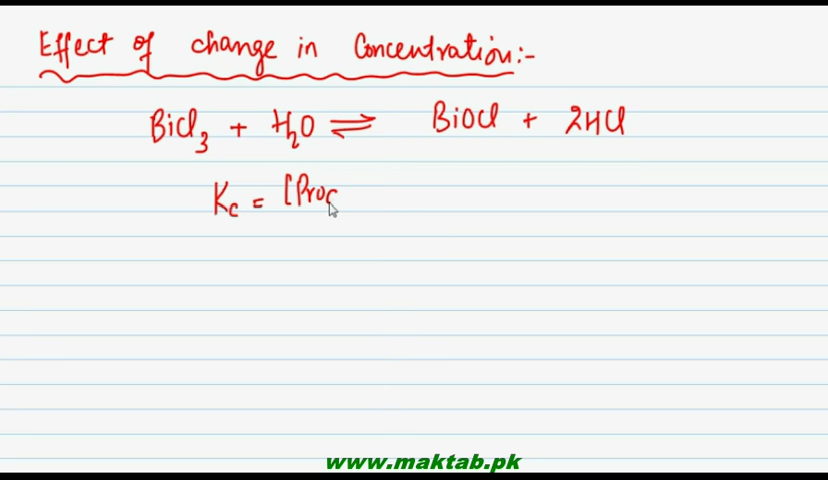 Effect of change in Concentration:-
BiCl₃ + H₂O ⇌ BiOCl + 2HCl
Kc = [Proc
www.maktab.pk